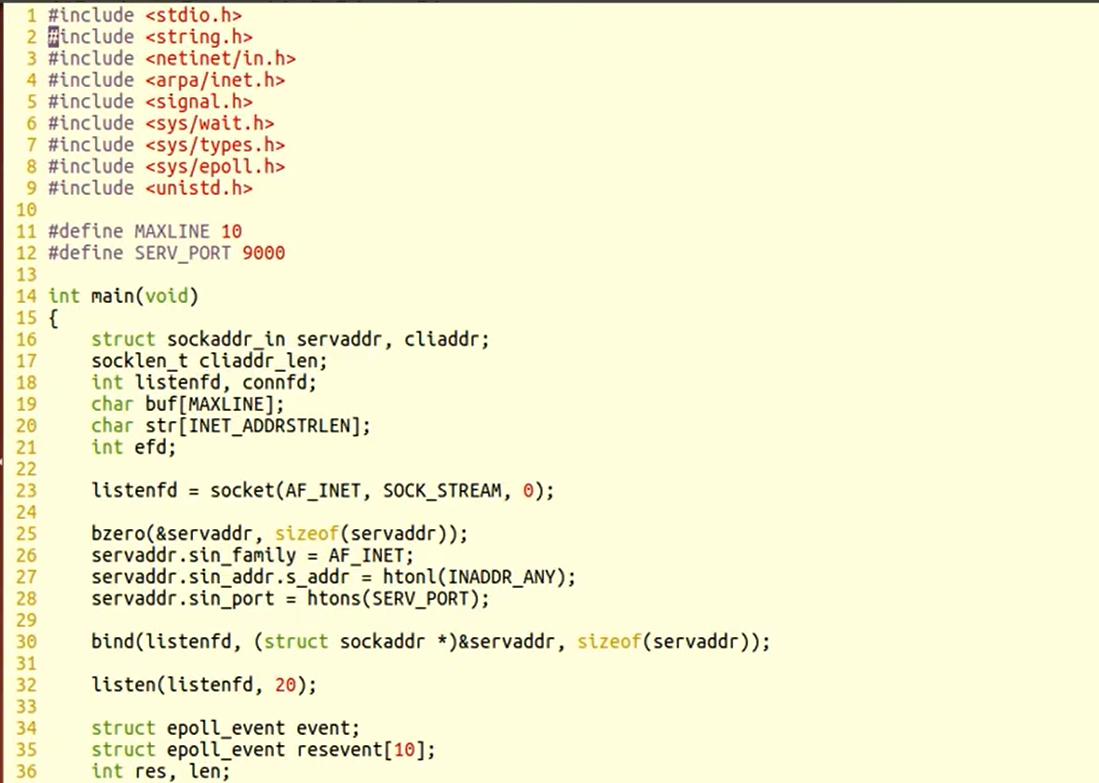 1 #include <stdio.h>
2 #include <string.h>
3 #include <netinet/in.h>
4 #include <arpa/inet.h>
5 #include <signal.h>
6 #include <sys/wait.h>
7 #include <sys/types.h>
8 #include <sys/epoll.h>
9 #include <unistd.h>
10
11 #define MAXLINE 10
12 #define SERV_PORT 9000
13
14 int main(void)
15 {
16     struct sockaddr_in servaddr, cliaddr;
17     socklen_t cliaddr_len;
18     int listenfd, connfd;
19     char buf[MAXLINE];
20     char str[INET_ADDRSTRLEN];
21     int efd;
22
23     listenfd = socket(AF_INET, SOCK_STREAM, 0);
24
25     bzero(&servaddr, sizeof(servaddr));
26     servaddr.sin_family = AF_INET;
27     servaddr.sin_addr.s_addr = htonl(INADDR_ANY);
28     servaddr.sin_port = htons(SERV_PORT);
29
30     bind(listenfd, (struct sockaddr *)&servaddr, sizeof(servaddr));
31
32     listen(listenfd, 20);
33
34     struct epoll_event event;
35     struct epoll_event resevent[10];
36     int res, len;